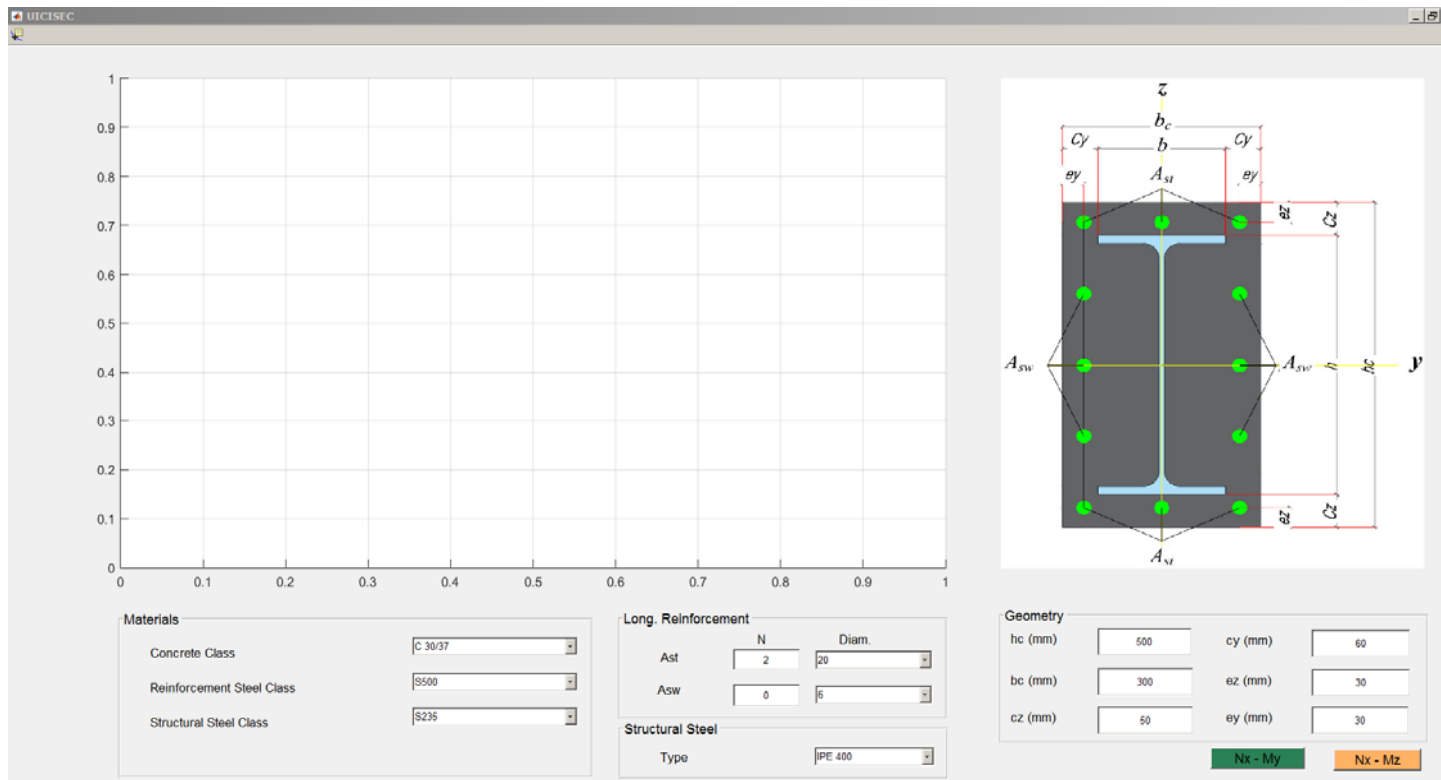 UICISEC
1
0.9
0.8
0.7
0.6
0.5
0.4
0.3
0.2
0.1
0
0 0.1 0.2 0.3 0.4 0.5 0.6 0.7 0.8 0.9 1
z
bc
Cy b Cy
ey Ast ey
ez Cz
Asw Asw h hc y
ez Cz
Ast
Materials
Concrete Class C 30/37
Reinforcement Steel Class S500
Structural Steel Class S235
Long. Reinforcement
N Diam.
Ast 2 20
Asw 0 6
Structural Steel
Type IPE 400
Geometry
hc (mm) 500 cy (mm) 60
bc (mm) 300 ez (mm) 30
cz (mm) 50 ey (mm) 30
Nx - My Nx - Mz